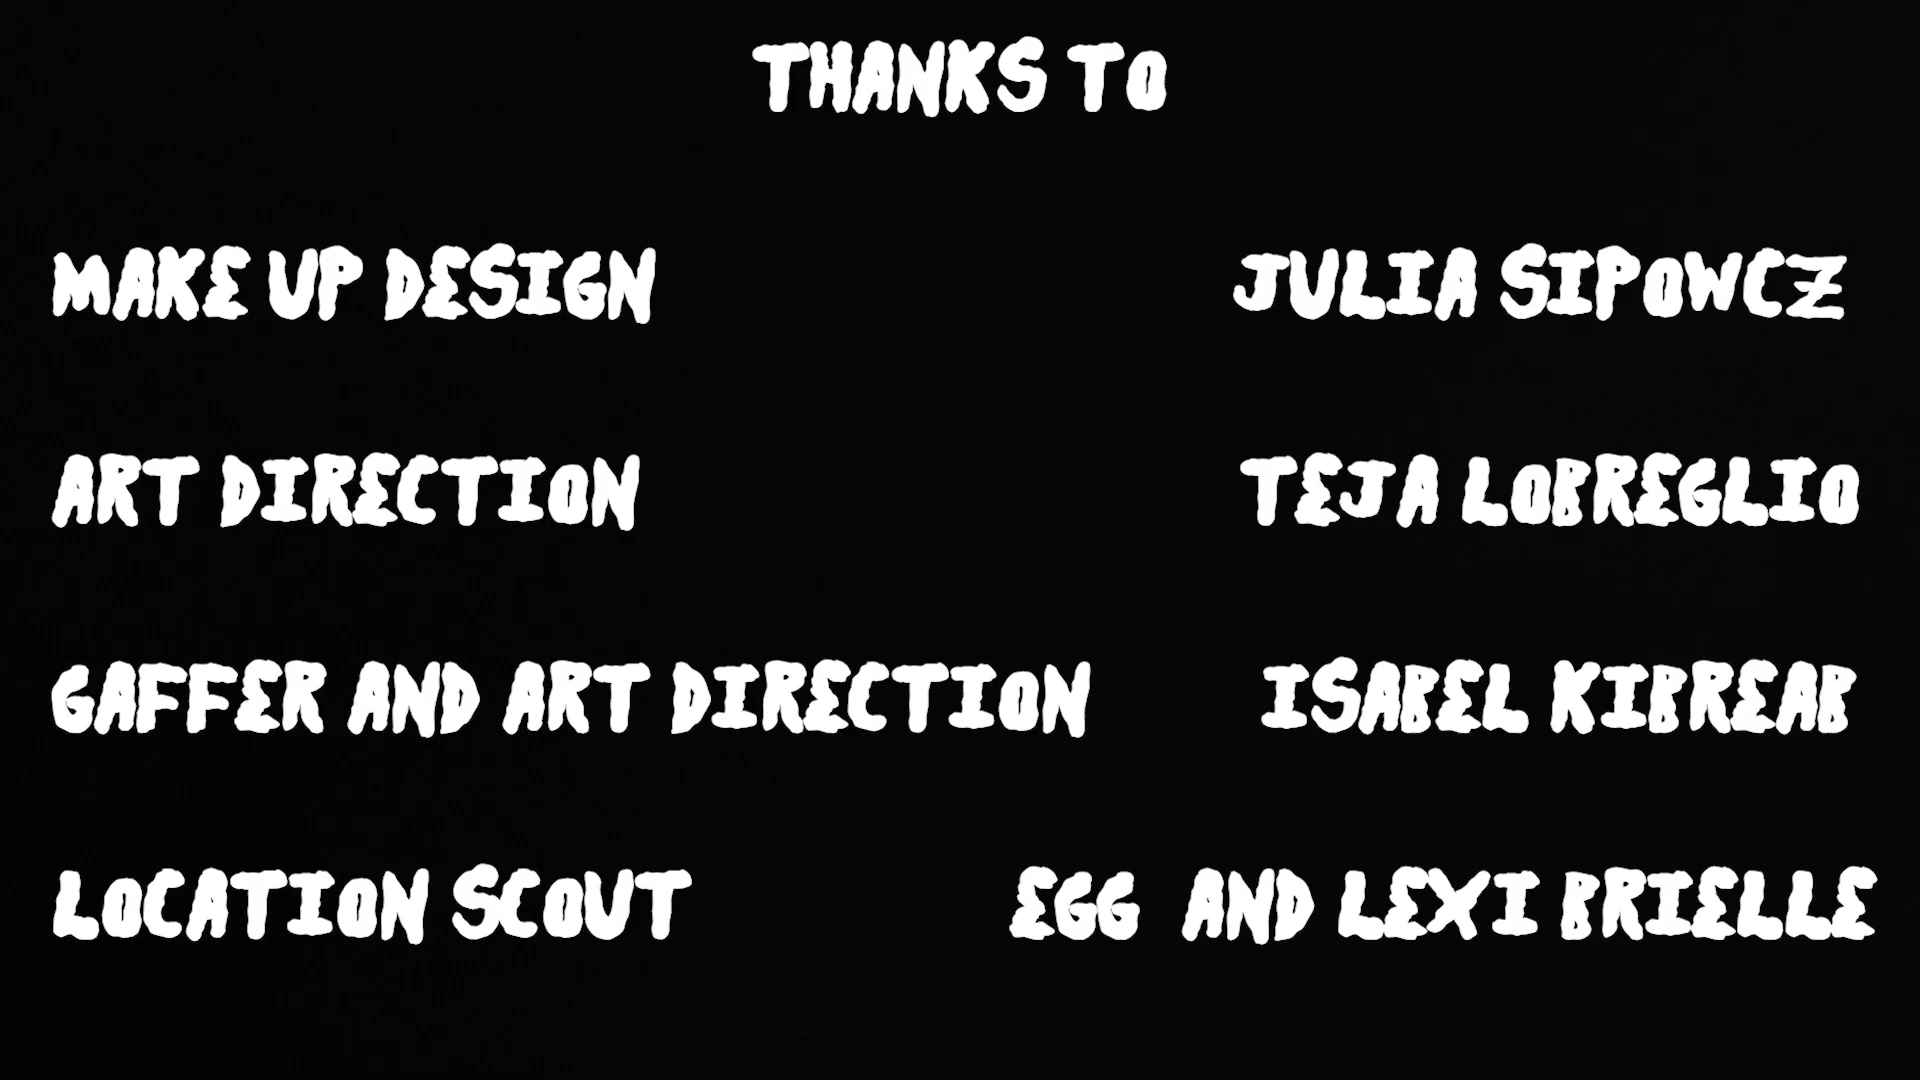 THANKS TO
MAKE UP DESIGN JULIA SIPOWCZ
ART DIRECTION TEJA LOBREGLIO
GAFFER AND ART DIRECTION ISABEL KIBREAB
LOCATION SCOUT EGG AND LEXI BRIELLE